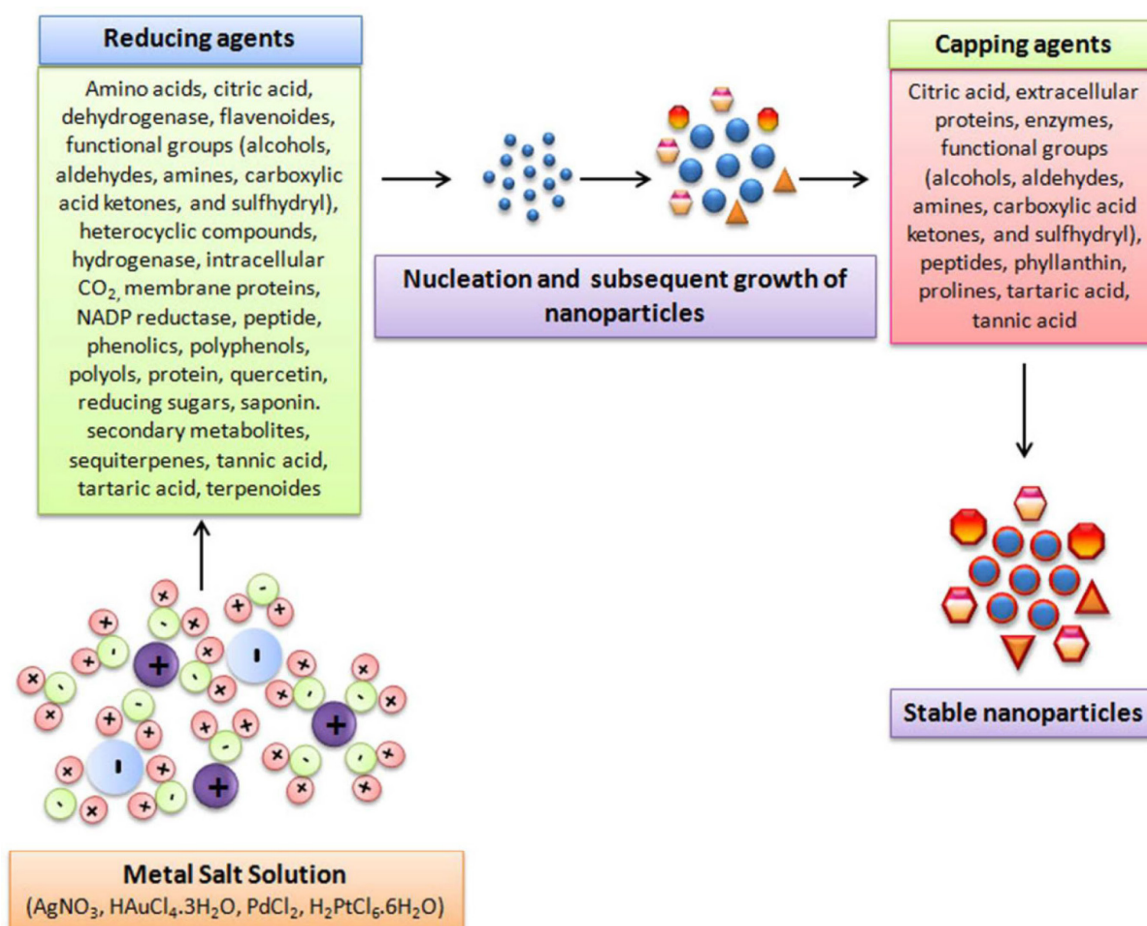 Reducing agents
Amino acids, citric acid,
dehydrogenase, flavenoides,
functional groups (alcohols,
aldehydes, amines, carboxylic
acid ketones, and sulfhydryl),
heterocyclic compounds,
hydrogenase, intracellular
CO₂, membrane proteins,
NADP reductase, peptide,
phenolics, polyphenols,
polyols, protein, quercetin,
reducing sugars, saponin.
secondary metabolites,
sequiterpenes, tannic acid,
tartaric acid, terpenoides
Nucleation and subsequent growth of
nanoparticles
Capping agents
Citric acid, extracellular
proteins, enzymes,
functional groups
(alcohols, aldehydes,
amines, carboxylic acid
ketones, and sulfhydryl),
peptides, phyllanthin,
prolines, tartaric acid,
tannic acid
Stable nanoparticles
Metal Salt Solution
(AgNO₃, HAuCl₄.3H₂O, PdCl₂, H₂PtCl₆.6H₂O)